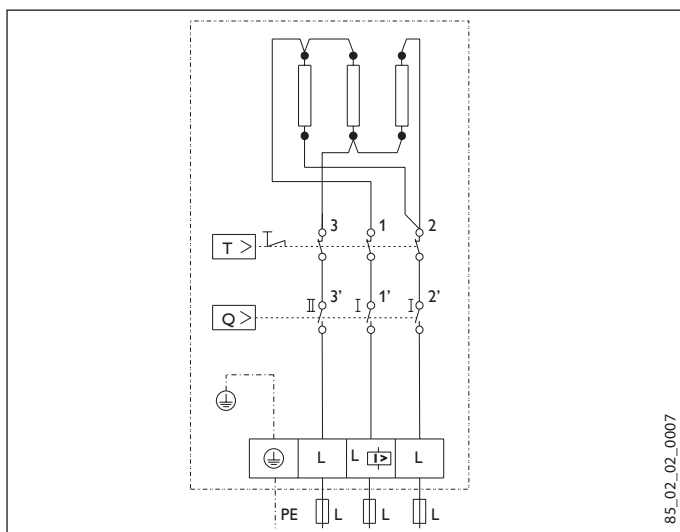 3 1 2
T >
II 3’ I 1’ I 2’
Q >
L L I> L
PE L L L
85_02_02_0007